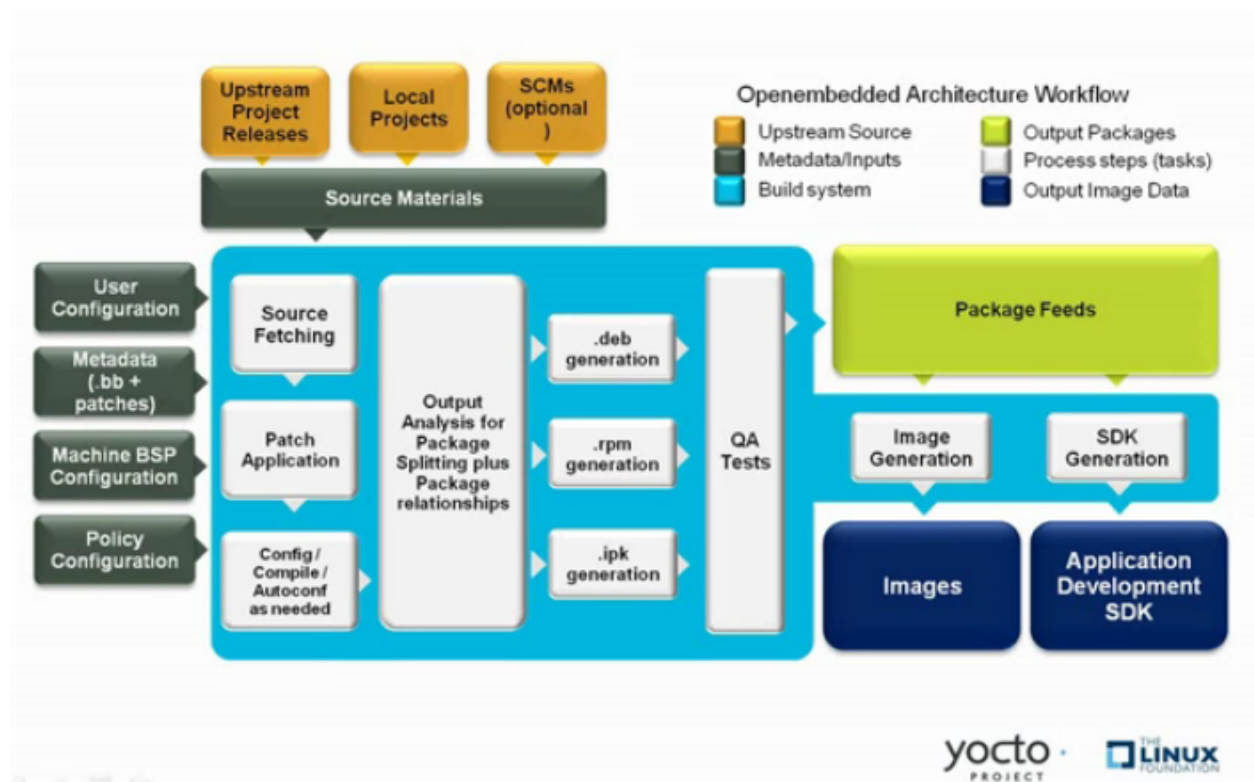 Upstream
Project
Releases
Local
Projects
SCMs
(optional
)
Openembedded Architecture Workflow
Upstream Source
Metadata/Inputs
Build system
Output Packages
Process steps (tasks)
Output Image Data
Source Materials
User
Configuration
Metadata
(.bb +
patches)
Machine BSP
Configuration
Policy
Configuration
Source
Fetching
Patch
Application
Config /
Compile /
Autoconf
as needed
Output
Analysis for
Package
Splitting plus
Package
relationships
.deb
generation
.rpm
generation
.ipk
generation
QA
Tests
Package Feeds
Image
Generation
SDK
Generation
Images
Application
Development
SDK
yocto
PROJECT
THE
LINUX
FOUNDATION